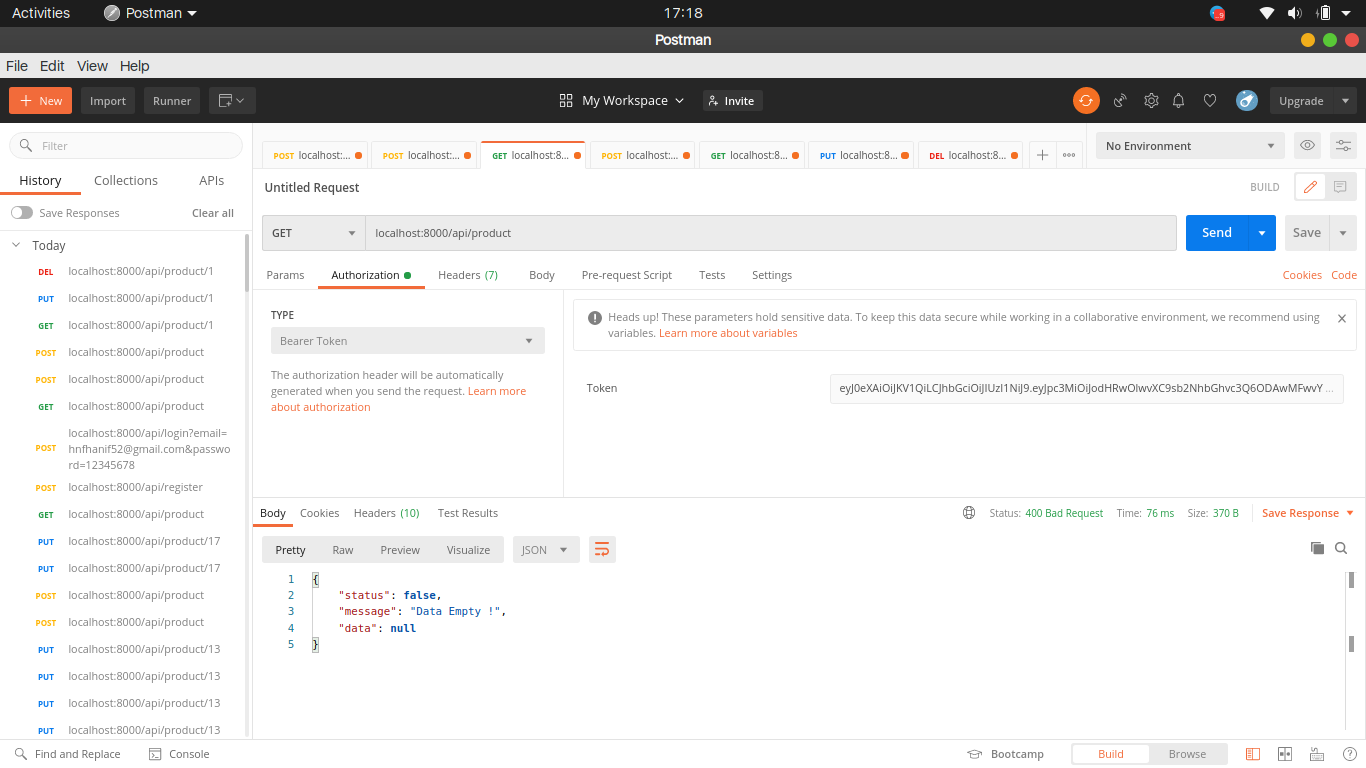 Activities
Postman
17:18
Postman
File Edit View Help
New
Import
Runner
My Workspace
Invite
Upgrade
Filter
History Collections APIs
Save Responses Clear all
Today
DEL localhost:8000/api/product/1
PUT localhost:8000/api/product/1
GET localhost:8000/api/product/1
POST localhost:8000/api/product
POST localhost:8000/api/product
GET localhost:8000/api/product
POST localhost:8000/api/login?email=
hnfhanif52@gmail.com&passwo
rd=12345678
POST localhost:8000/api/register
GET localhost:8000/api/product
PUT localhost:8000/api/product/17
PUT localhost:8000/api/product/17
POST localhost:8000/api/product
POST localhost:8000/api/product
PUT localhost:8000/api/product/13
PUT localhost:8000/api/product/13
PUT localhost:8000/api/product/13
PUT localhost:8000/api/product/13
POST localhost:...
POST localhost:...
GET localhost:8...
POST localhost:...
GET localhost:8...
PUT localhost:8...
DEL localhost:8...
No Environment
Untitled Request
BUILD
GET
localhost:8000/api/product
Send
Save
Params Authorization Headers (7) Body Pre-request Script Tests Settings
Cookies Code
TYPE
Bearer Token
The authorization header will be automatically
generated when you send the request. Learn more
about authorization
Heads up! These parameters hold sensitive data. To keep this data secure while working in a collaborative environment, we recommend using
variables. Learn more about variables
Token
Body Cookies Headers (10) Test Results
Status: 400 Bad Request Time: 76 ms Size: 370 B
Save Response
Pretty Raw Preview Visualize
JSON
1 {
2 "status": false,
3 "message": "Data Empty !",
4 "data": null
5 }
Find and Replace
Console
Bootcamp
Build
Browse